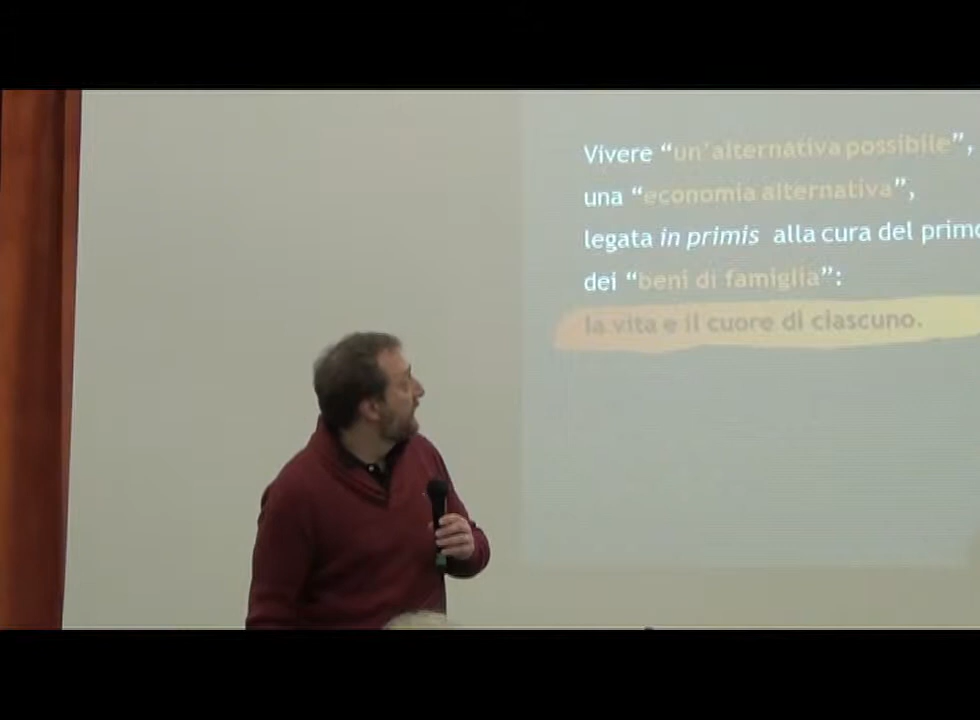 Vivere “un’alternativa possibile”,
una “economia alternativa”,
legata in primis alla cura del primo
dei “beni di famiglia”:
la vita e il cuore di ciascuno.